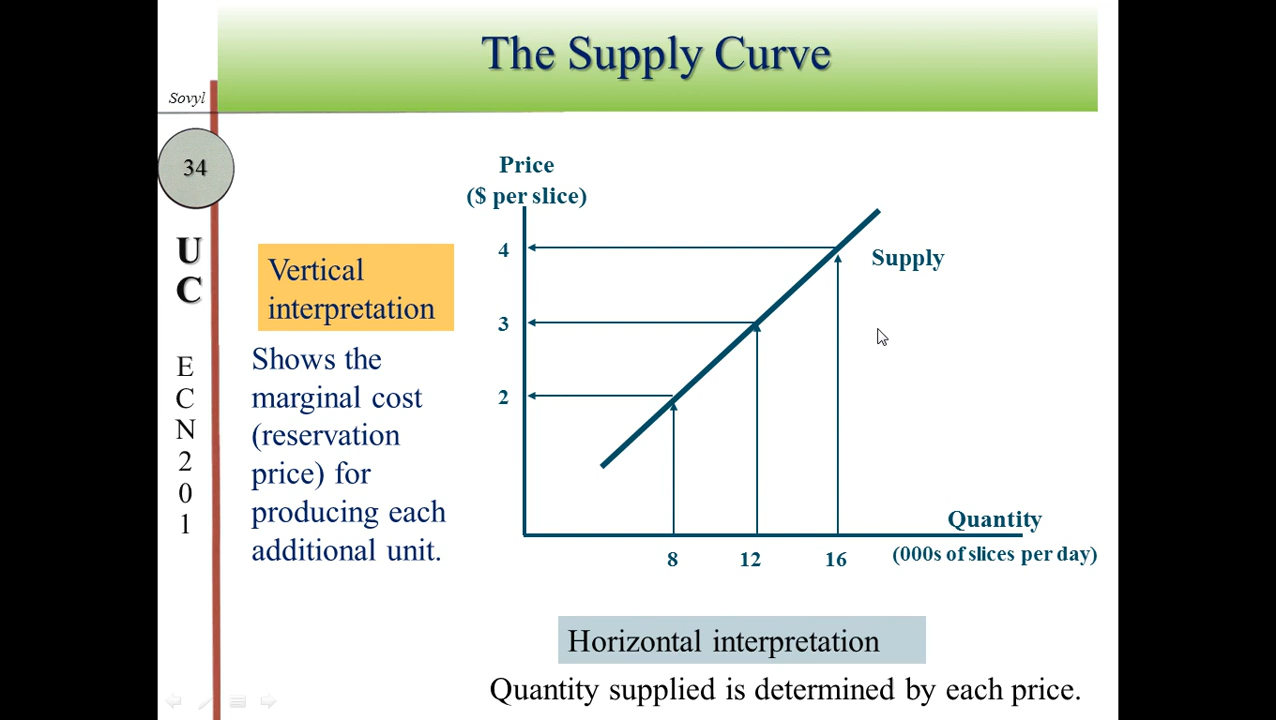 The Supply Curve
Sovyl
34
U
C
E
C
N
2
0
1
Vertical
interpretation
Shows the
marginal cost
(reservation
price) for
producing each
additional unit.
Price
($ per slice)
4
3
2
Supply
Quantity
8 12 16 (000s of slices per day)
Horizontal interpretation
Quantity supplied is determined by each price.